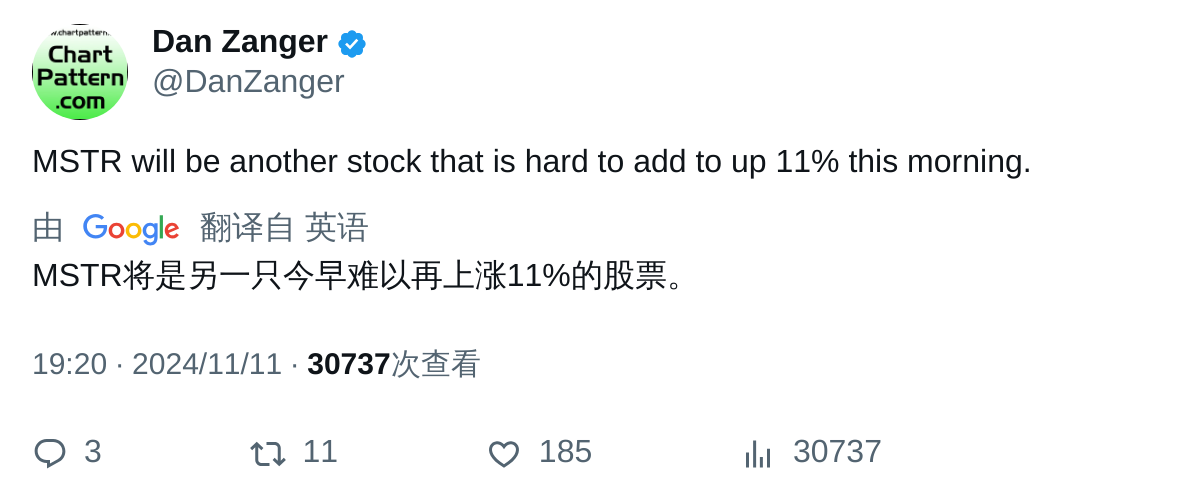 w.chartpattern.
Chart
Pattern
.com
Dan Zanger
@DanZanger
MSTR will be another stock that is hard to add to up 11% this morning.
由 Google 翻译自 英语
MSTR将是另一只今早难以再上涨11%的股票。
19:20 · 2024/11/11 · 30737次查看
3 11 185 30737